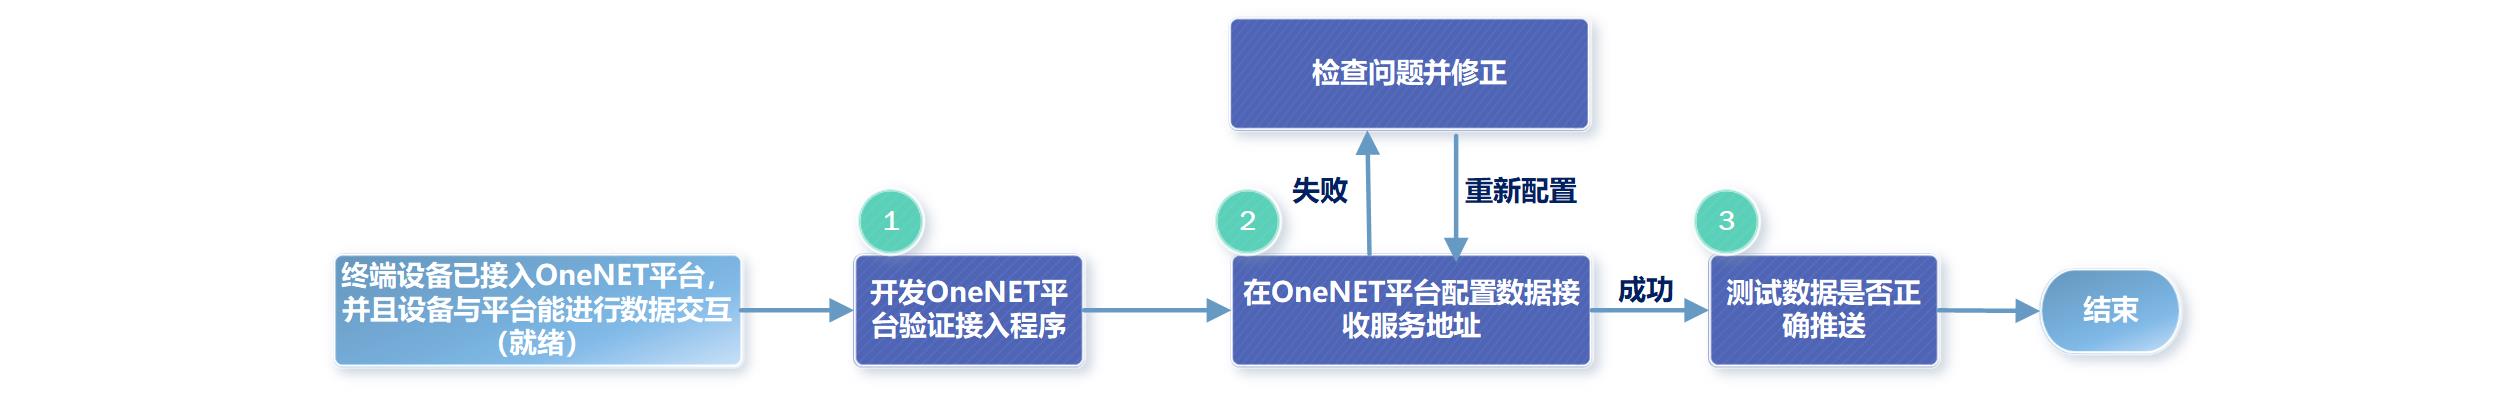 检查问题并修正
失败
重新配置
1
2
3
终端设备已接入OneNET平台，
并且设备与平台能进行数据交互
（就绪）
开发OneNET平
台验证接入程序
在OneNET平台配置数据接
收服务地址
成功
测试数据是否正
确推送
结束